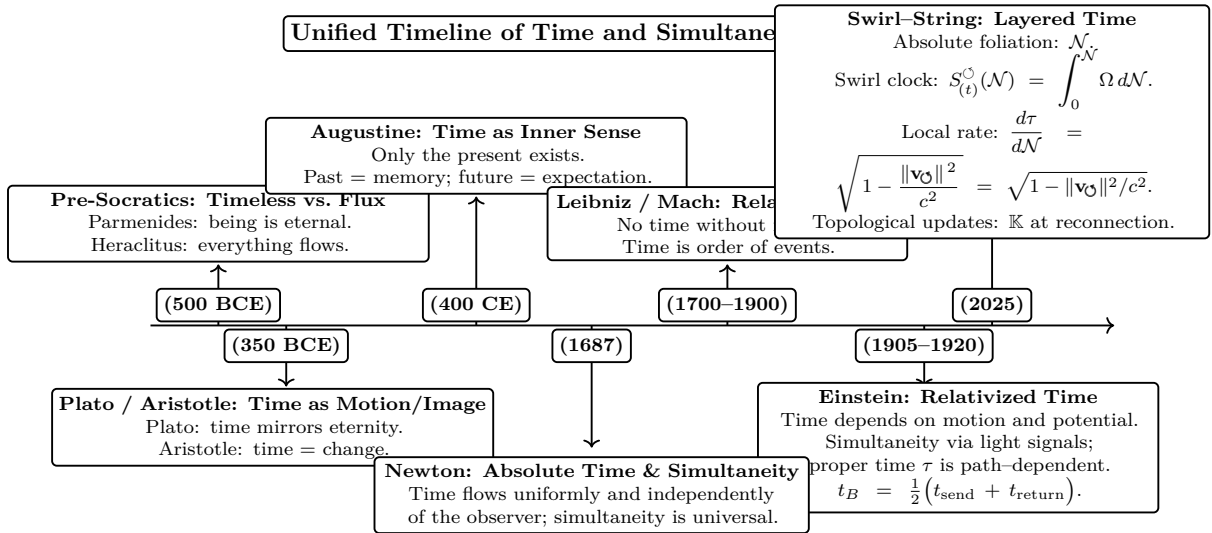 Unified Timeline of Time and Simultane
Swirl–String: Layered Time
Absolute foliation: 𝒩.
Swirl clock: S^↺_(t)(𝒩) = ∫_0^𝒩 Ω d𝒩.
Local rate: dτ/d𝒩 =
√(1 − ‖v_↺‖²/c²) = √(1 − ‖v_↺‖²/c²).
Topological updates: 𝕂 at reconnection.
Augustine: Time as Inner Sense
Only the present exists.
Past = memory; future = expectation.
Pre-Socratics: Timeless vs. Flux
Parmenides: being is eternal.
Heraclitus: everything flows.
Leibniz / Mach: Rela
No time without
Time is order of events.
(500 BCE)
(400 CE)
(1700–1900)
(2025)
(350 BCE)
(1687)
(1905–1920)
Plato / Aristotle: Time as Motion/Image
Plato: time mirrors eternity.
Aristotle: time = change.
Newton: Absolute Time & Simultaneity
Time flows uniformly and independently
of the observer; simultaneity is universal.
Einstein: Relativized Time
Time depends on motion and potential.
Simultaneity via light signals;
proper time τ is path–dependent.
t_B = ½(t_send + t_return).